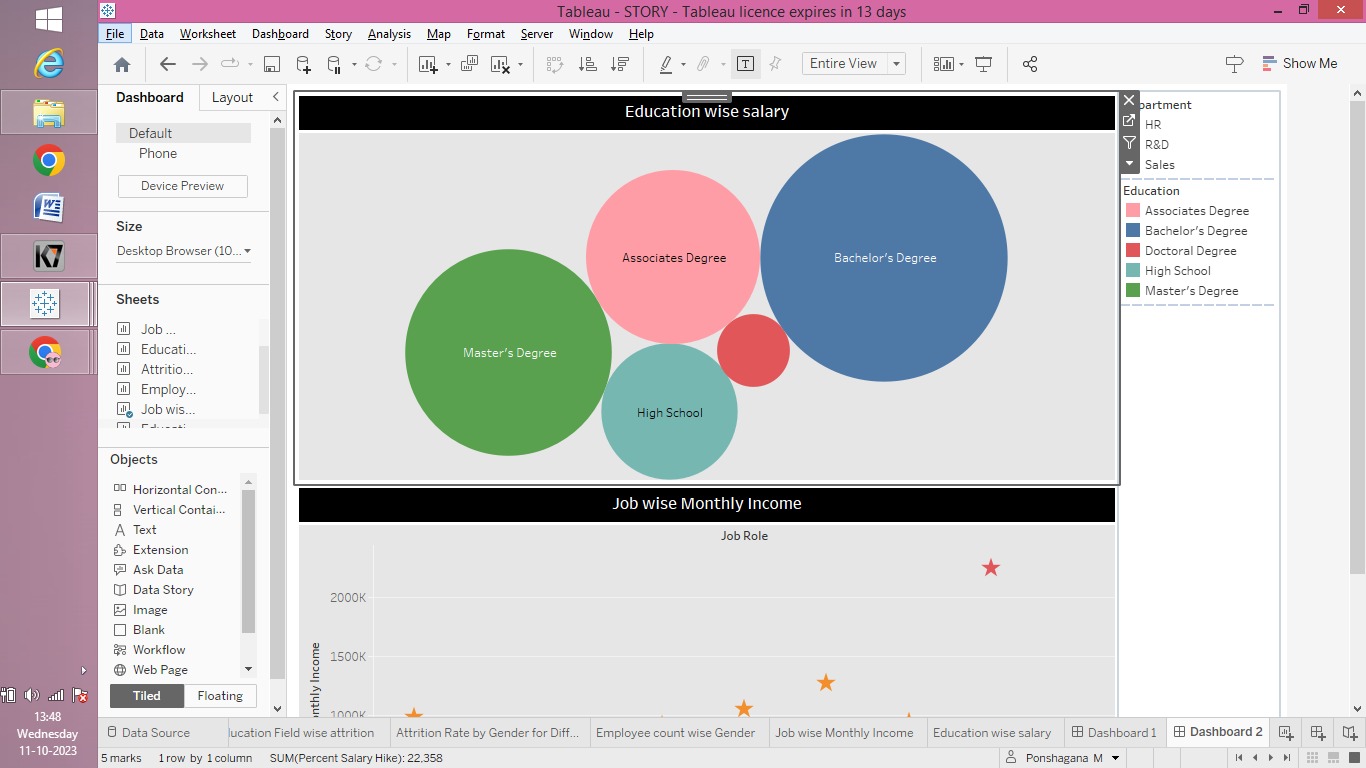 Tableau - STORY - Tableau licence expires in 13 days
File Data Worksheet Dashboard Story Analysis Map Format Server Window Help
Entire View
Show Me
Dashboard Layout
Default
Phone
Device Preview
Size
Desktop Browser (10...
Sheets
Job ...
Educati...
Attritio...
Employ...
Job wis...
Educati...
Objects
Horizontal Con...
Vertical Contai...
Text
Extension
Ask Data
Data Story
Image
Blank
Workflow
Web Page
Tiled Floating
Education wise salary
Associates Degree
Bachelor's Degree
Master's Degree
High School
Job wise Monthly Income
Job Role
2000K
1500K
1000K
onthly Income
partment
HR
R&D
Sales
Education
Associates Degree
Bachelor's Degree
Doctoral Degree
High School
Master's Degree
13:48
Wednesday
11-10-2023
Data Source ucation Field wise attrition Attrition Rate by Gender for Diff... Employee count wise Gender Job wise Monthly Income Education wise salary Dashboard 1 Dashboard 2
5 marks 1 row by 1 column SUM(Percent Salary Hike): 22,358
Ponshagana M